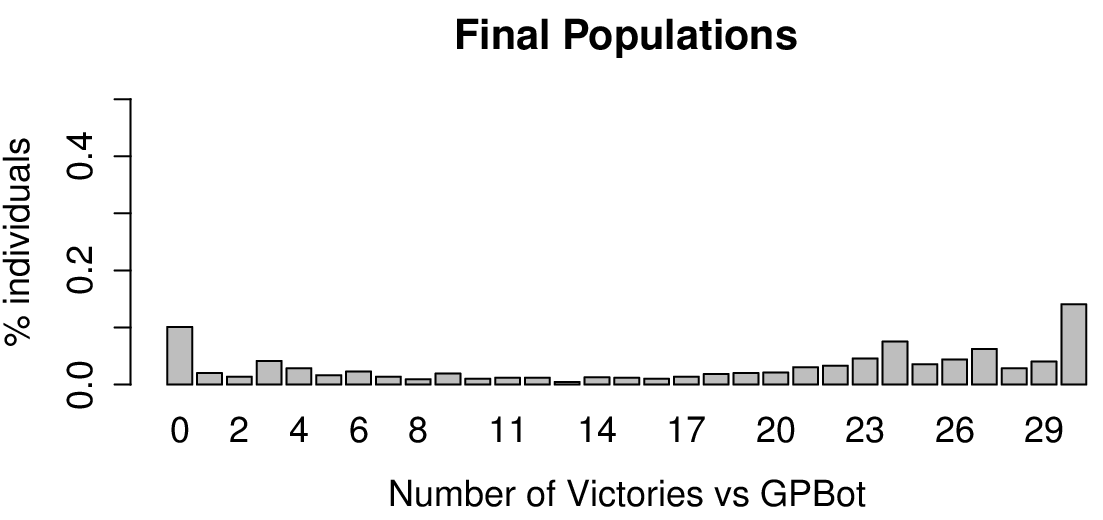 Final Populations
% individuals
0.0 0.2 0.4
0 2 4 6 8 11 14 17 20 23 26 29
Number of Victories vs GPBot